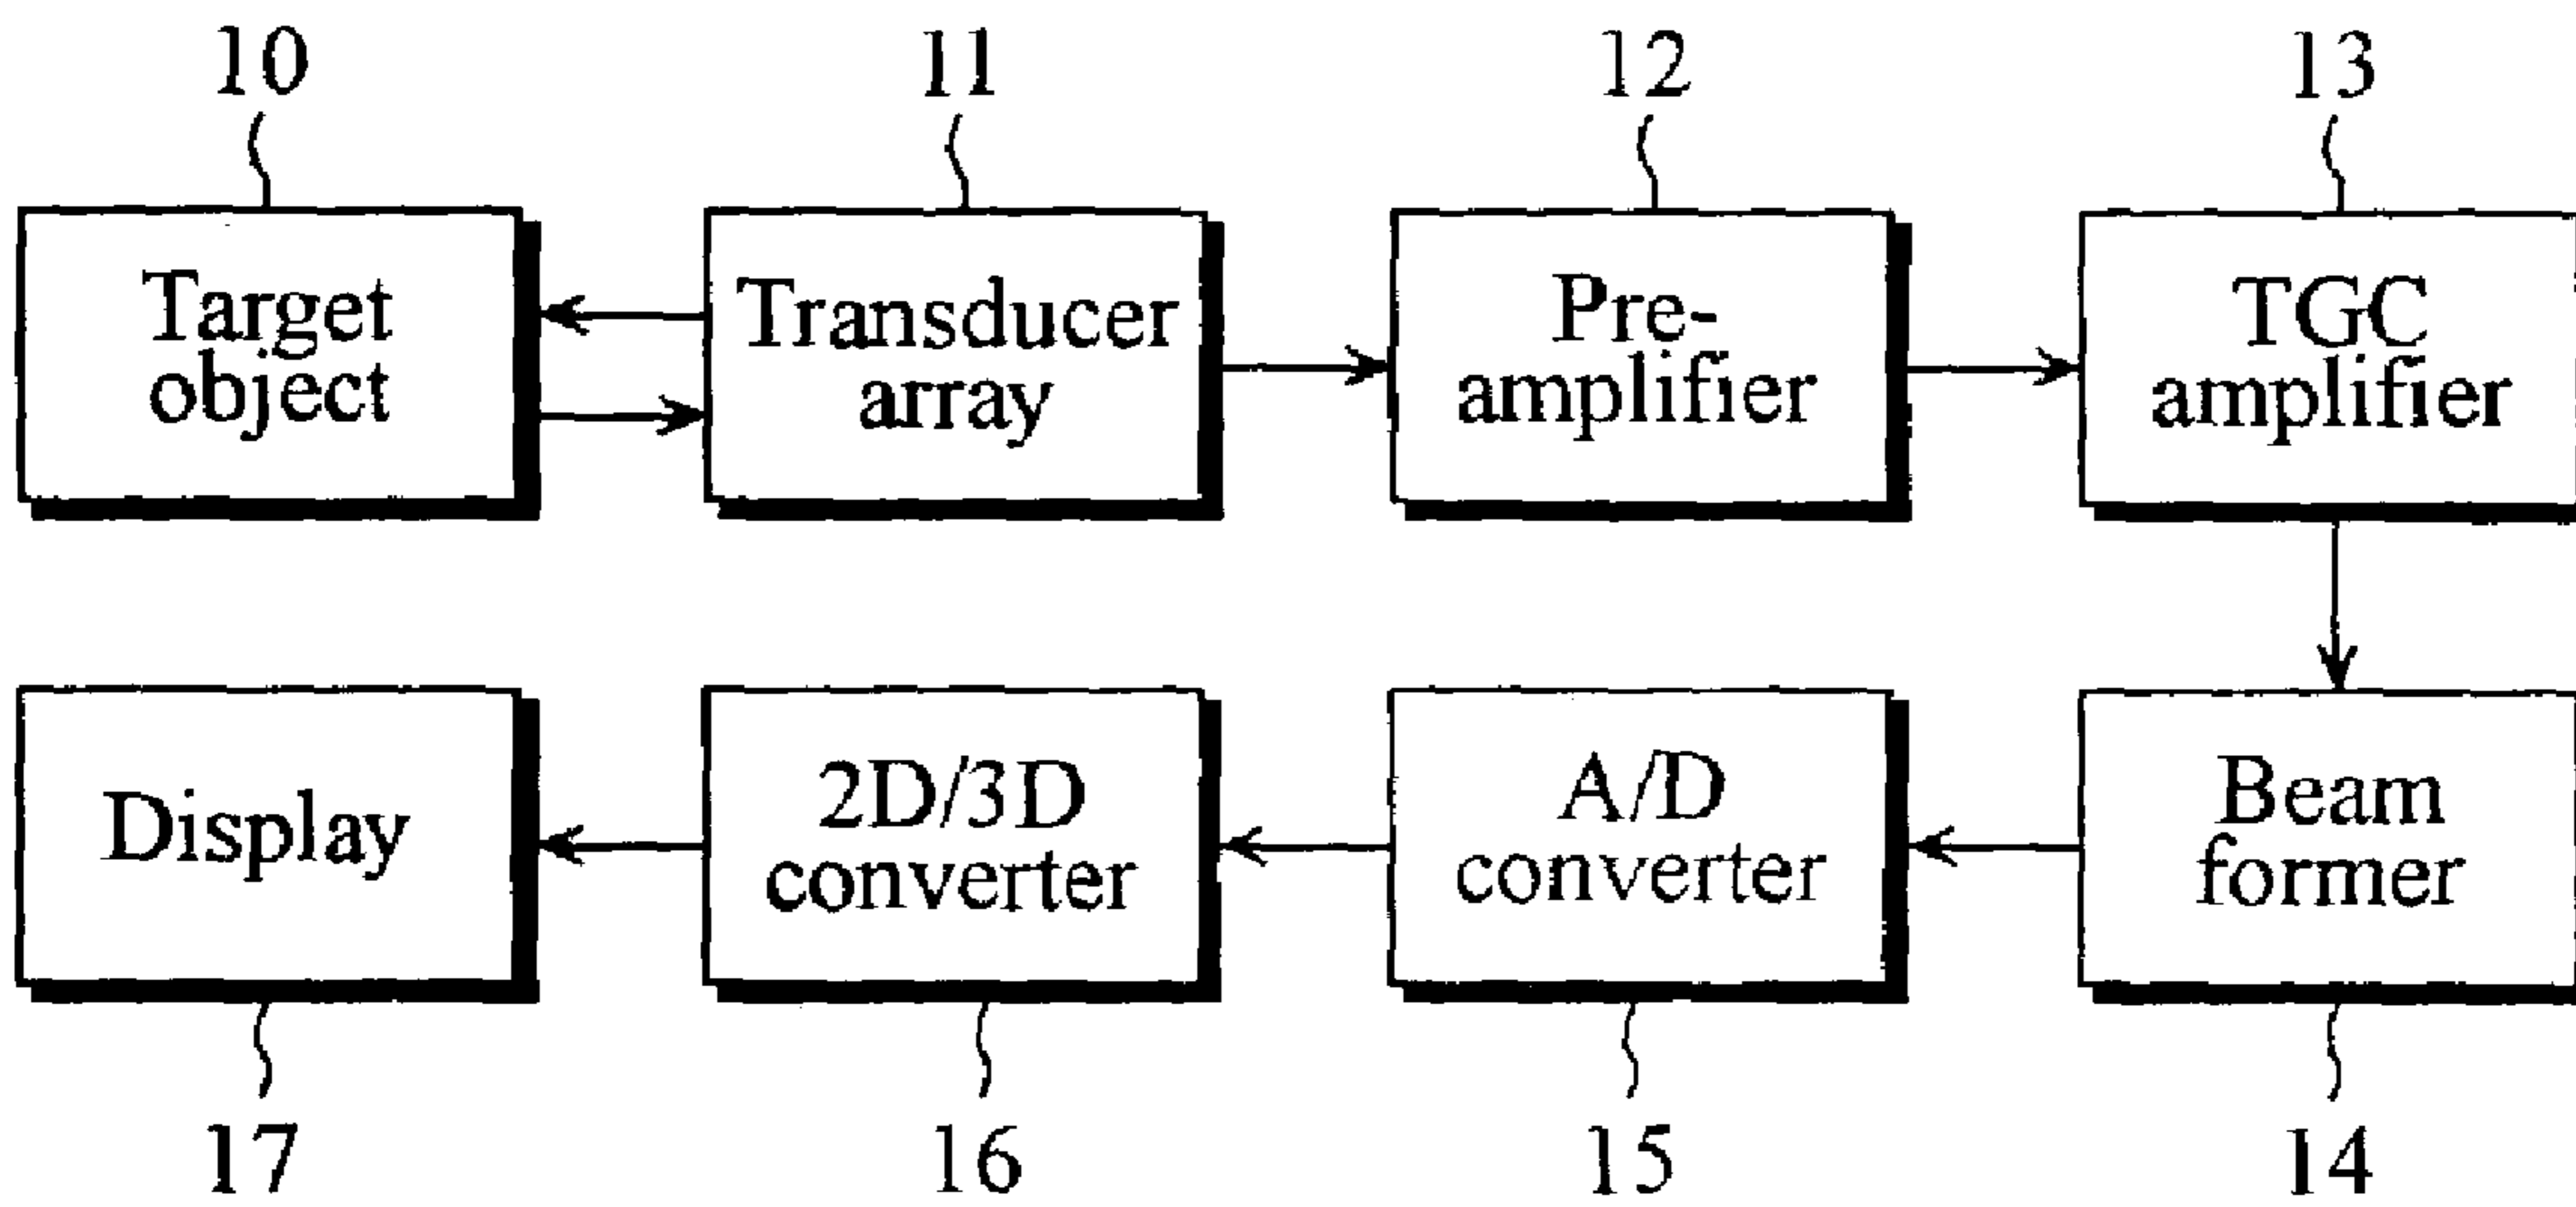 10
11
12
13
Target
object
Transducer
array
Pre-
amplifier
TGC
amplifier
Display
2D/3D
converter
A/D
converter
Beam
former
17
16
15
14